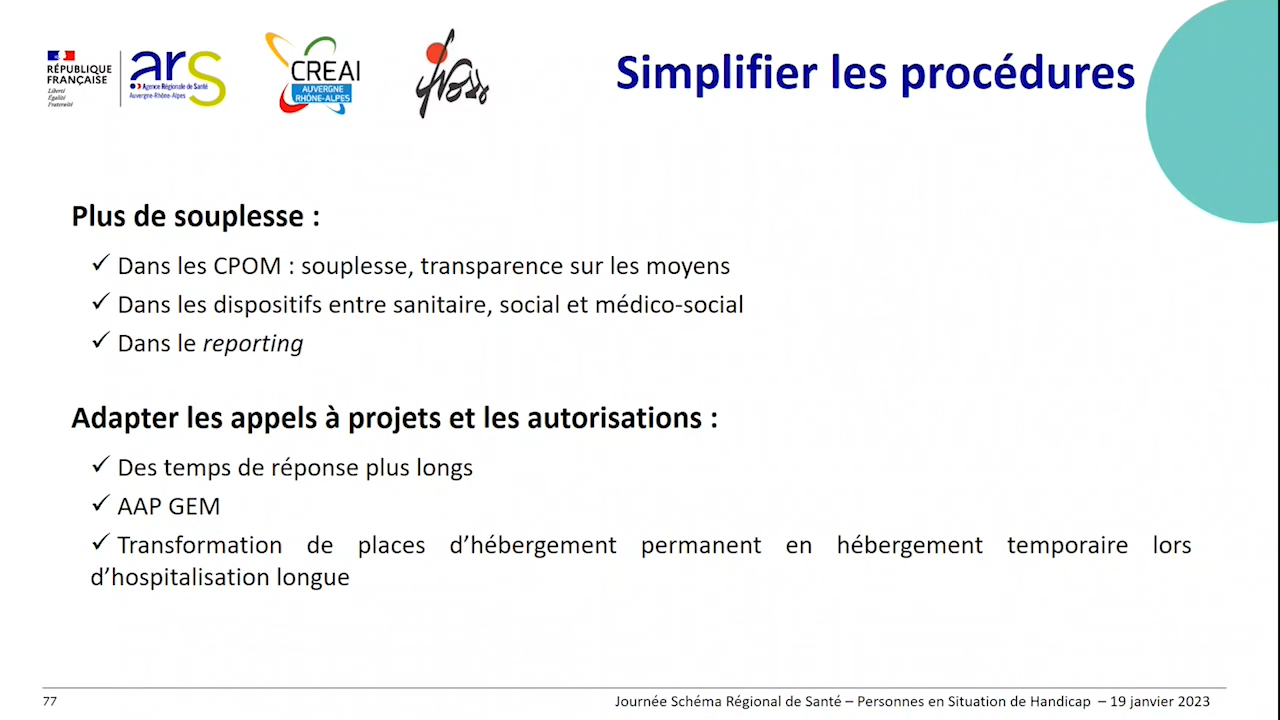 RÉPUBLIQUE
FRANÇAISE
Liberté
Égalité
Fraternité
ars
Agence Régionale de Santé
Auvergne-Rhône-Alpes
CREAI
AUVERGNE
RHÔNE-ALPES
Simplifier les procédures
Plus de souplesse :
✓ Dans les CPOM : souplesse, transparence sur les moyens
✓ Dans les dispositifs entre sanitaire, social et médico-social
✓ Dans le reporting
Adapter les appels à projets et les autorisations :
✓ Des temps de réponse plus longs
✓ AAP GEM
✓ Transformation de places d’hébergement permanent en hébergement temporaire lors
d’hospitalisation longue
77
Journée Schéma Régional de Santé – Personnes en Situation de Handicap – 19 janvier 2023